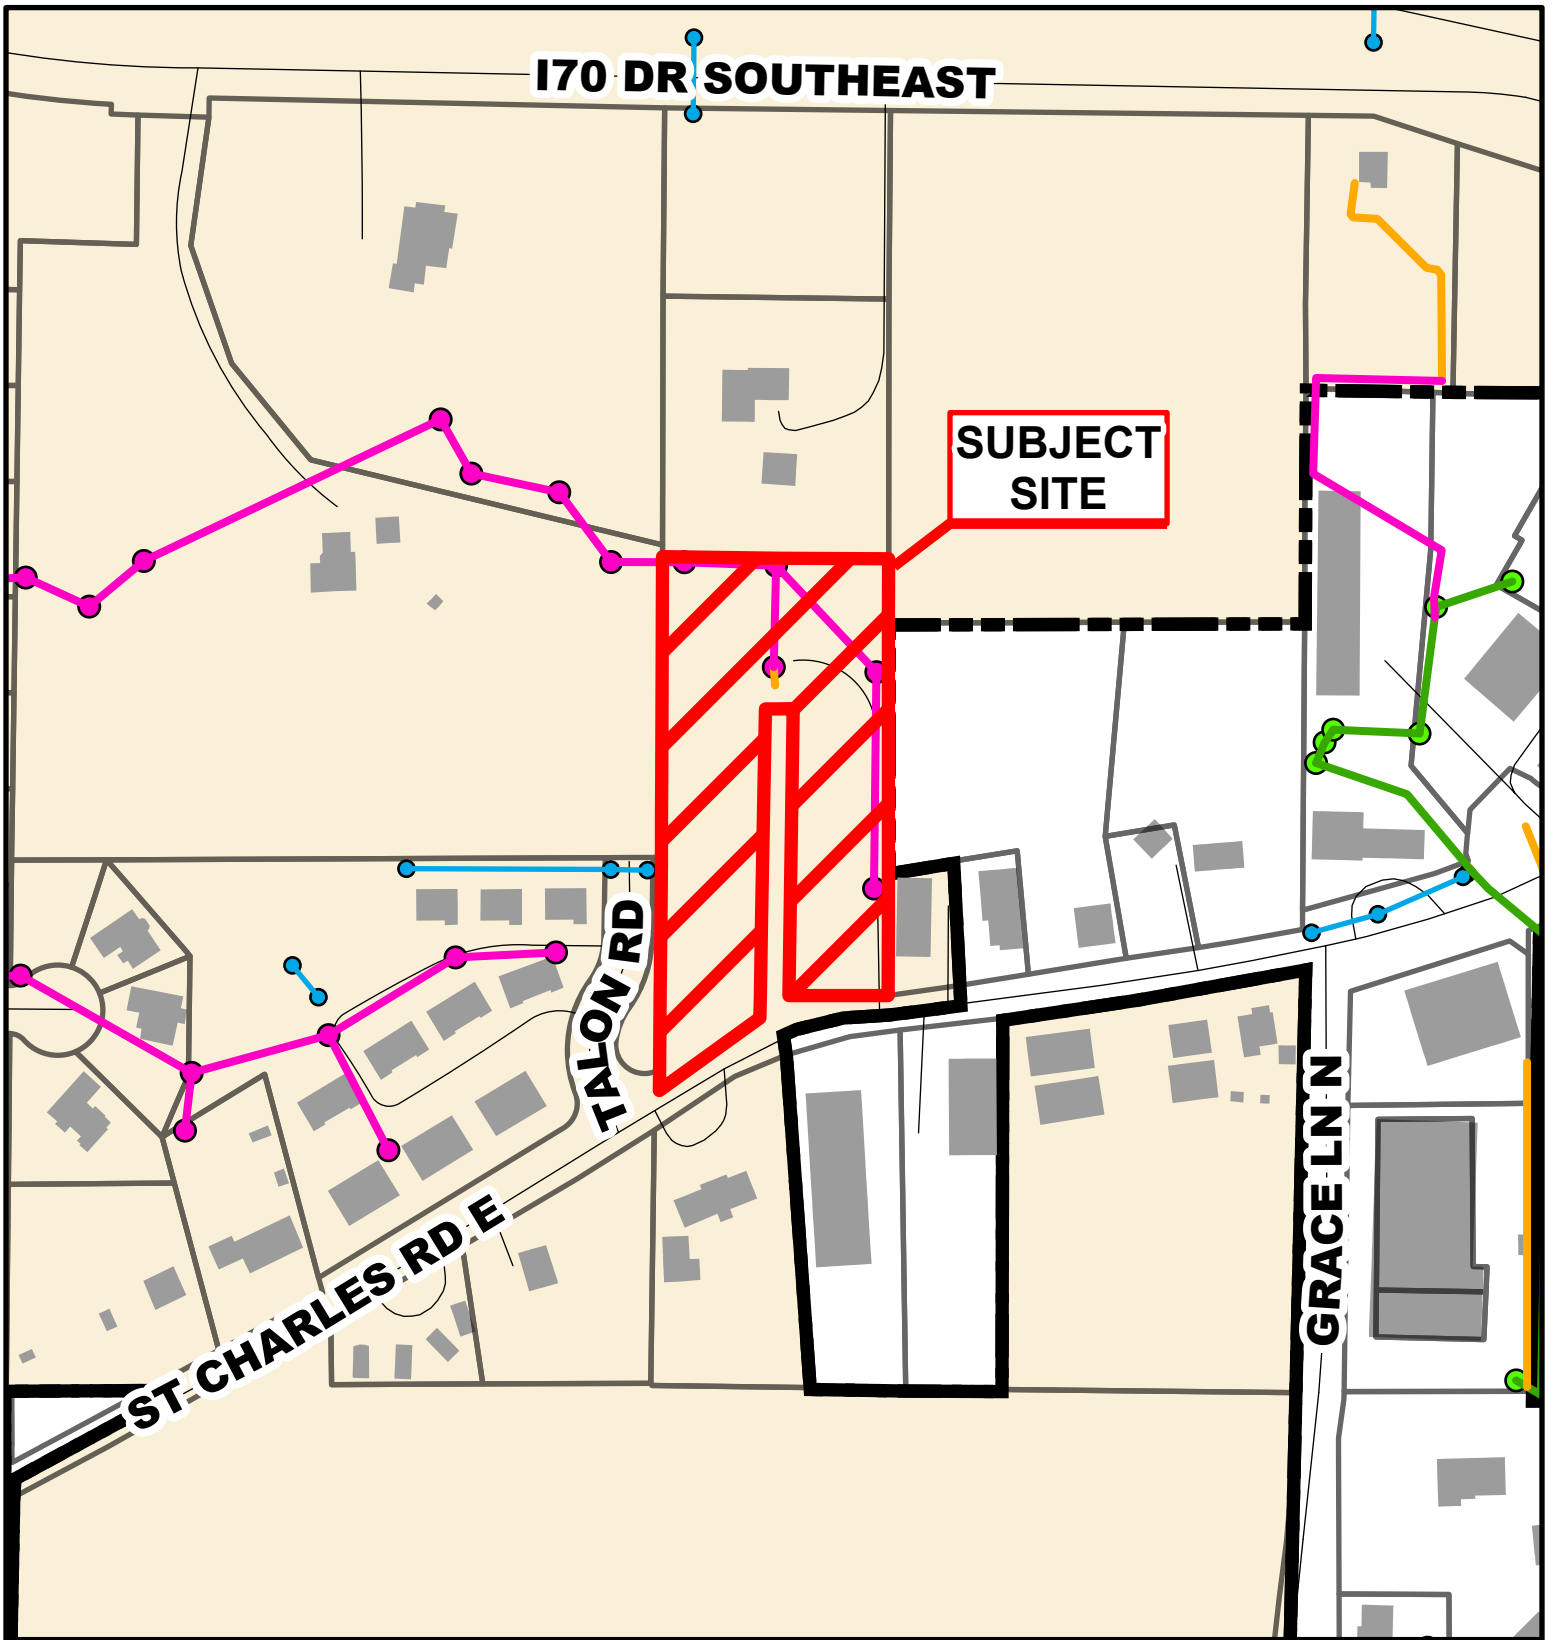 I70 DR SOUTHEAST
SUBJECT
SITE
TALON RD
GRACE LN N
ST CHARLES RD E